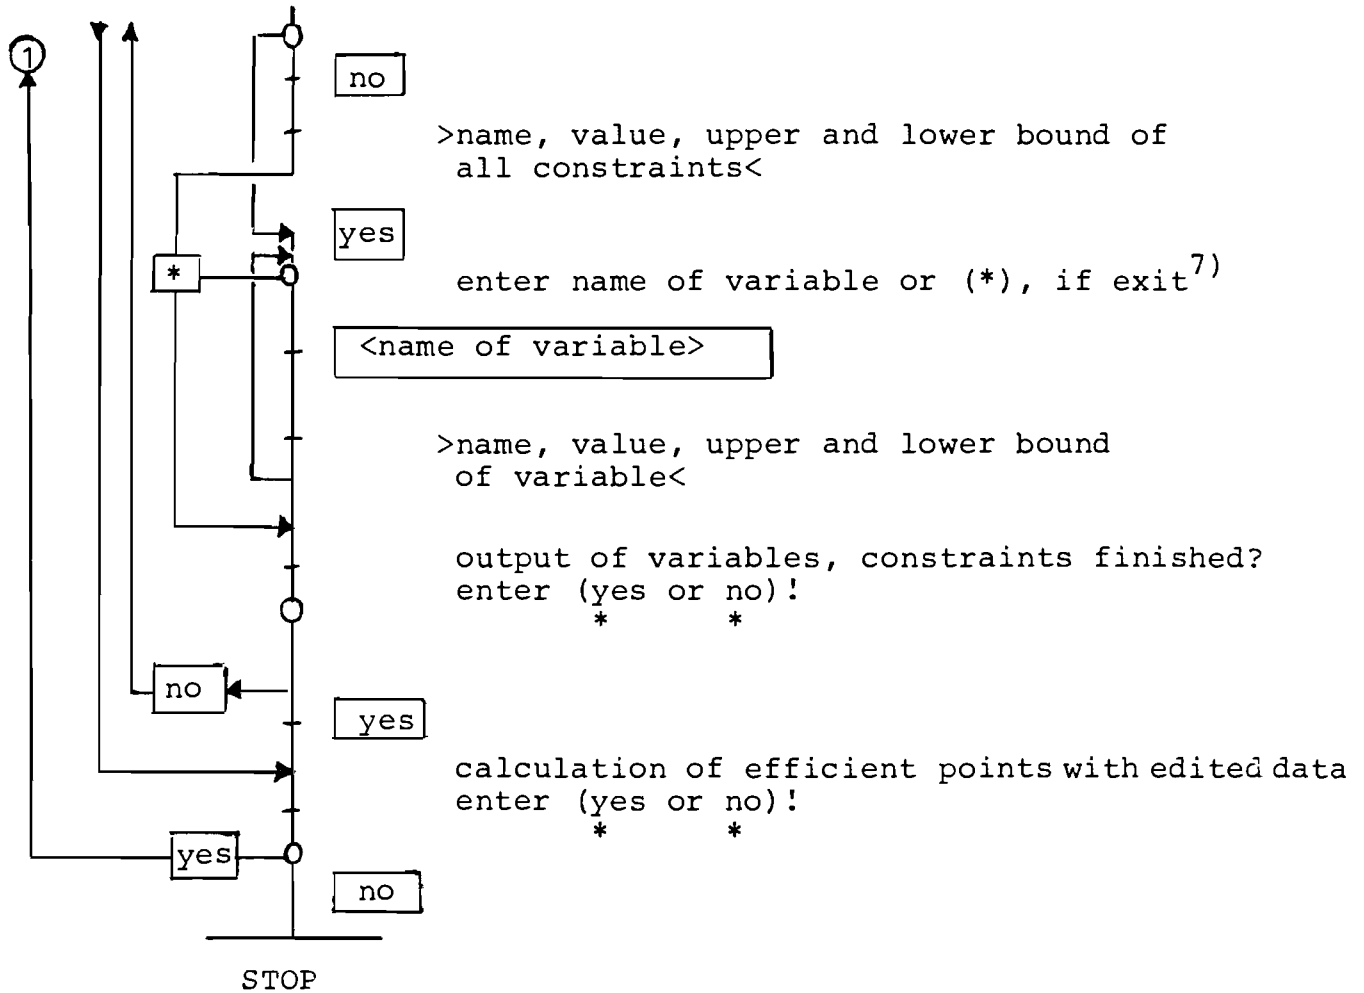 1
no
>name, value, upper and lower bound of
all constraints<
yes
*
enter name of variable or (*), if exit7)
<name of variable>
>name, value, upper and lower bound
of variable<
output of variables, constraints finished?
enter (yes or no)!
* *
no
yes
calculation of efficient points with edited data
enter (yes or no)!
* *
yes
no
STOP